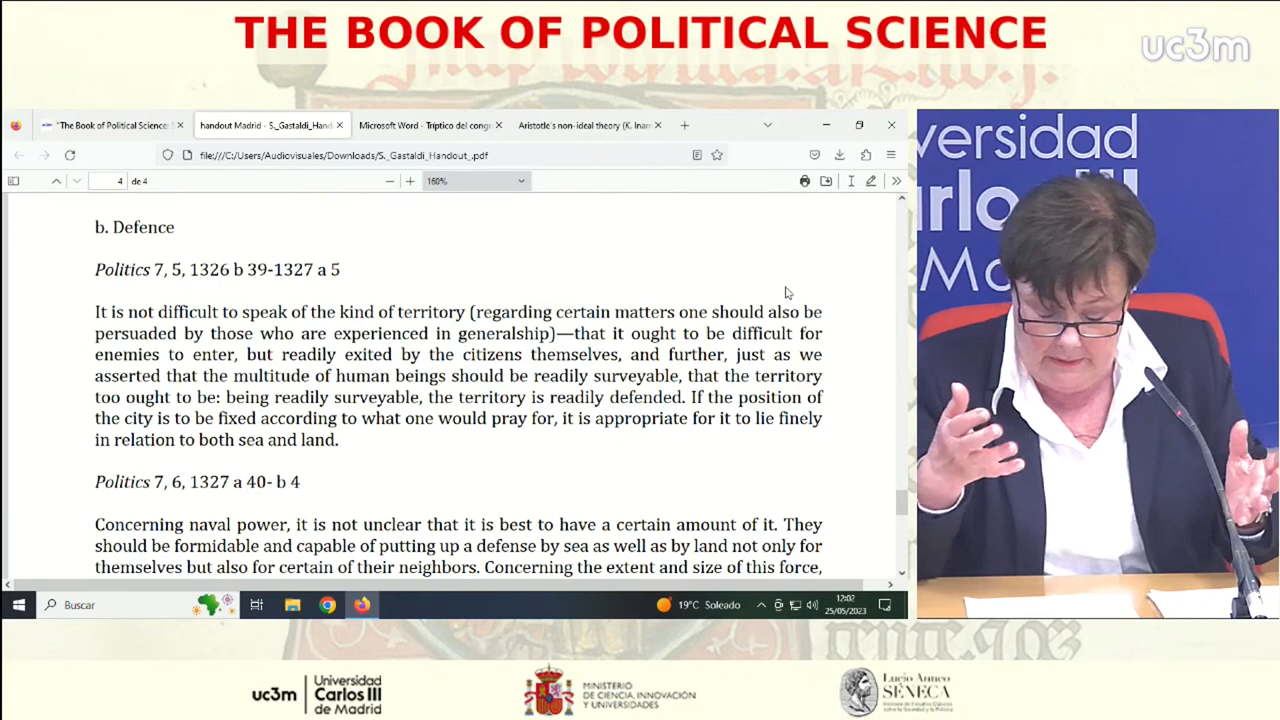 THE BOOK OF POLITICAL SCIENCE
uc3m
"The Book of Political Science:
handout Madrid - S._Gastaldi_Hand
Microsoft Word - Tríptico del congr
Aristotle's non-ideal theory (K. Inam
file:///C:/Users/Audiovisuales/Downloads/S._Gastaldi_Handout_.pdf
4 de 4
160%
b. Defence
Politics 7, 5, 1326 b 39-1327 a 5
It is not difficult to speak of the kind of territory (regarding certain matters one should also be
persuaded by those who are experienced in generalship)—that it ought to be difficult for
enemies to enter, but readily exited by the citizens themselves, and further, just as we
asserted that the multitude of human beings should be readily surveyable, that the territory
too ought to be: being readily surveyable, the territory is readily defended. If the position of
the city is to be fixed according to what one would pray for, it is appropriate for it to lie finely
in relation to both sea and land.
Politics 7, 6, 1327 a 40- b 4
Concerning naval power, it is not unclear that it is best to have a certain amount of it. They
should be formidable and capable of putting up a defense by sea as well as by land not only for
themselves but also for certain of their neighbors. Concerning the extent and size of this force,
versidad
arlos III
Buscar
19°C Soleado
12:02
25/05/2023
uc3m
Universidad
Carlos III
de Madrid
MINISTERIO
DE CIENCIA, INNOVACIÓN
Y UNIVERSIDADES
Lucio Anneo
SÉNECA